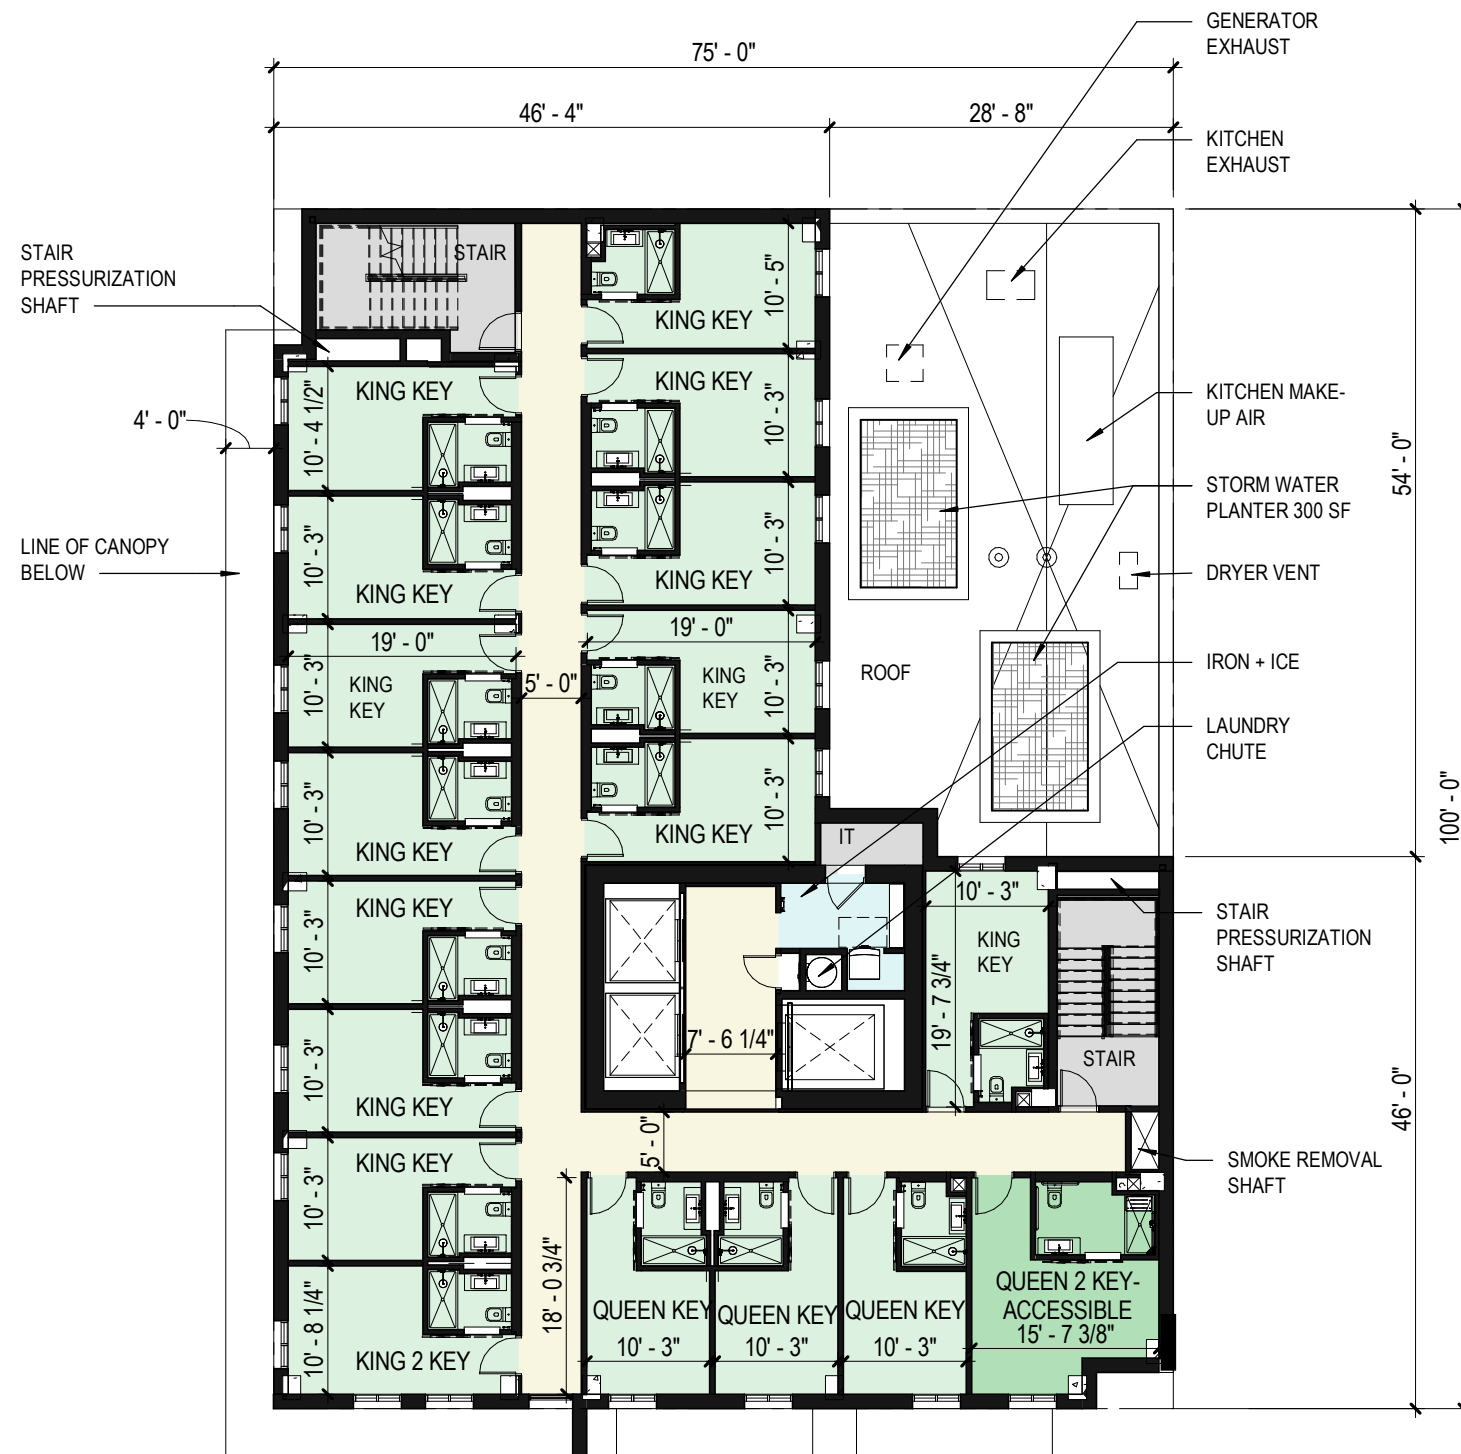 GENERATOR
EXHAUST
75' - 0"
46' - 4"
28' - 8"
KITCHEN
EXHAUST
STAIR
PRESSURIZATION
SHAFT
STAIR
KING KEY
10' - 5"
KING KEY
10' - 3"
KING KEY
10' - 4 1/2"
4' - 0"
KITCHEN MAKE-
UP AIR
54' - 0"
STORM WATER
PLANTER 300 SF
LINE OF CANOPY
BELOW
KING KEY
10' - 3"
KING KEY
10' - 3"
DRYER VENT
19' - 0"
KING
KEY
10' - 3"
5' - 0"
19' - 0"
KING
KEY
10' - 3"
ROOF
IRON + ICE
LAUNDRY
CHUTE
100' - 0"
KING KEY
10' - 3"
KING KEY
10' - 3"
IT
KING KEY
10' - 3"
10' - 3"
KING
KEY
19' - 7 3/4"
STAIR
PRESSURIZATION
SHAFT
7' - 6 1/4"
STAIR
KING KEY
10' - 3"
46' - 0"
5' - 0"
SMOKE REMOVAL
SHAFT
KING KEY
10' - 3"
18' - 0 3/4"
KING 2 KEY
10' - 8 1/4"
QUEEN KEY
10' - 3"
QUEEN KEY
10' - 3"
QUEEN KEY
10' - 3"
QUEEN 2 KEY-
ACCESSIBLE
15' - 7 3/8"